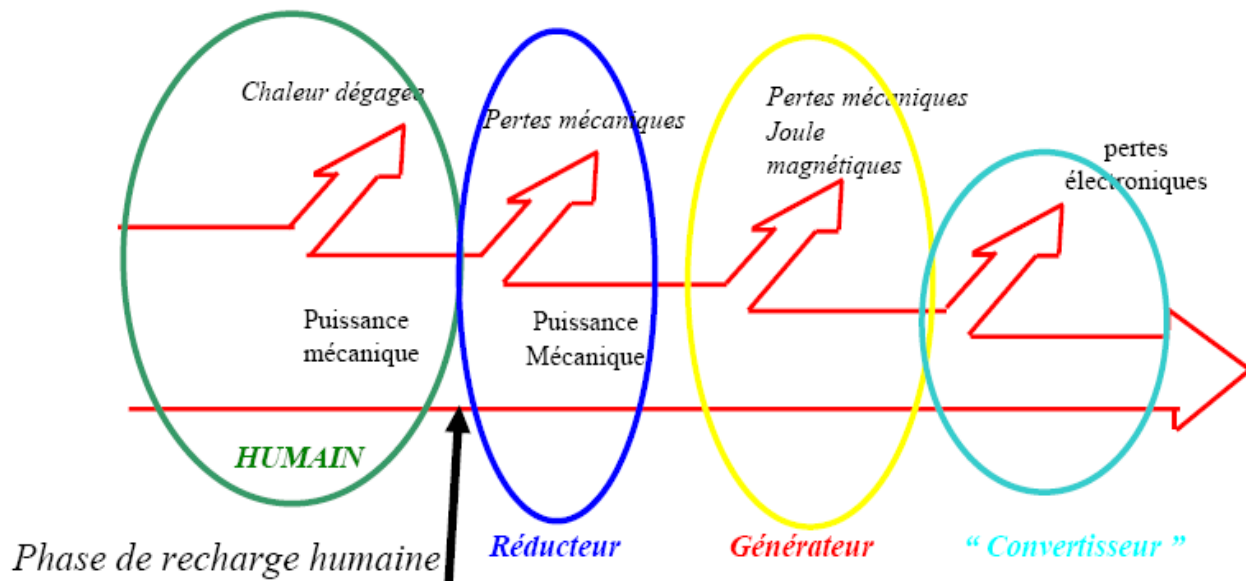 Chaleur dégagée
Pertes mécaniques
Pertes mécaniques
Joule
magnétiques
pertes
électroniques
Puissance
mécanique
Puissance
Mécanique
HUMAIN
Phase de recharge humaine
Réducteur
Générateur
“ Convertisseur ”